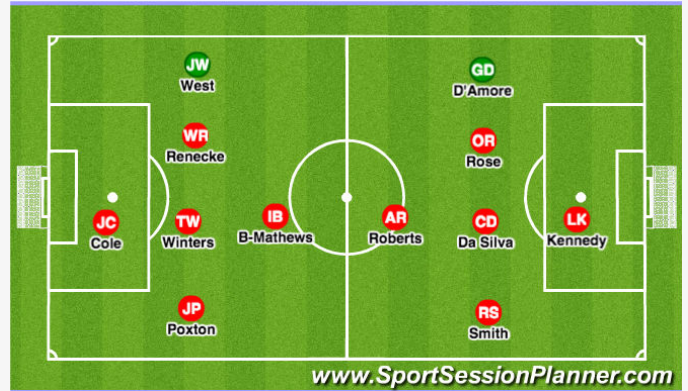 JW
West
GD
D'Amore
WR
Renecke
OR
Rose
JC
Cole
TW
Winters
IB
B-Mathews
AR
Roberts
CD
Da Silva
LK
Kennedy
JP
Poxton
RS
Smith
www.SportSessionPlanner.com